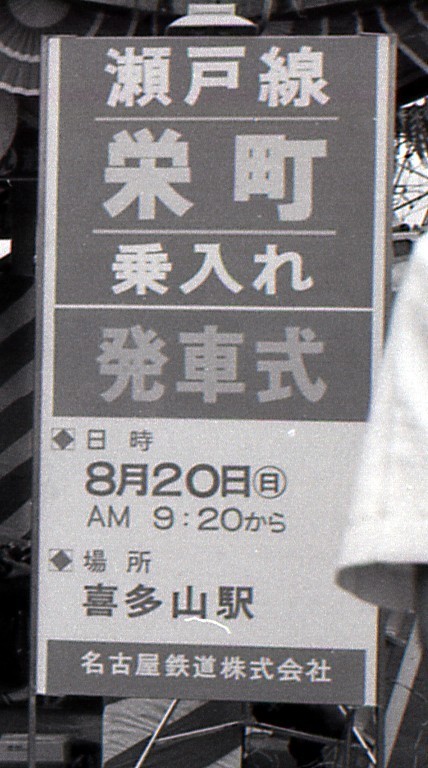 瀬戸線
栄町
乗入れ
発車式
◆日時
8月20日㊐
AM 9:20から
◆場所
喜多山駅
名古屋鉄道株式会社